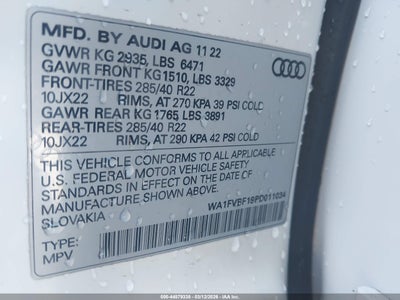 MFD. BY AUDI AG 11 22
GVWR KG 2935, LBS 6471
GAWR FRONT KG 1510, LBS 3329
FRONT-TIRES 285/40 R22
10JX22 RIMS, AT 270 KPA 39 PSI COLD
GAWR REAR KG 1765, LBS 3891
REAR-TIRES 285/40 R22
10JX22 RIMS, AT 290 KPA 42 PSI COLD
THIS VEHICLE CONFORMS TO ALL APPLICABLE
U.S. FEDERAL MOTOR VEHICLE SAFETY
STANDARDS IN EFFECT ON THE DATE OF
MANUFACTURE SHOWN ABOVE.
SLOVAKIA
WA1FVBF19PD011034
TYPE:
MPV